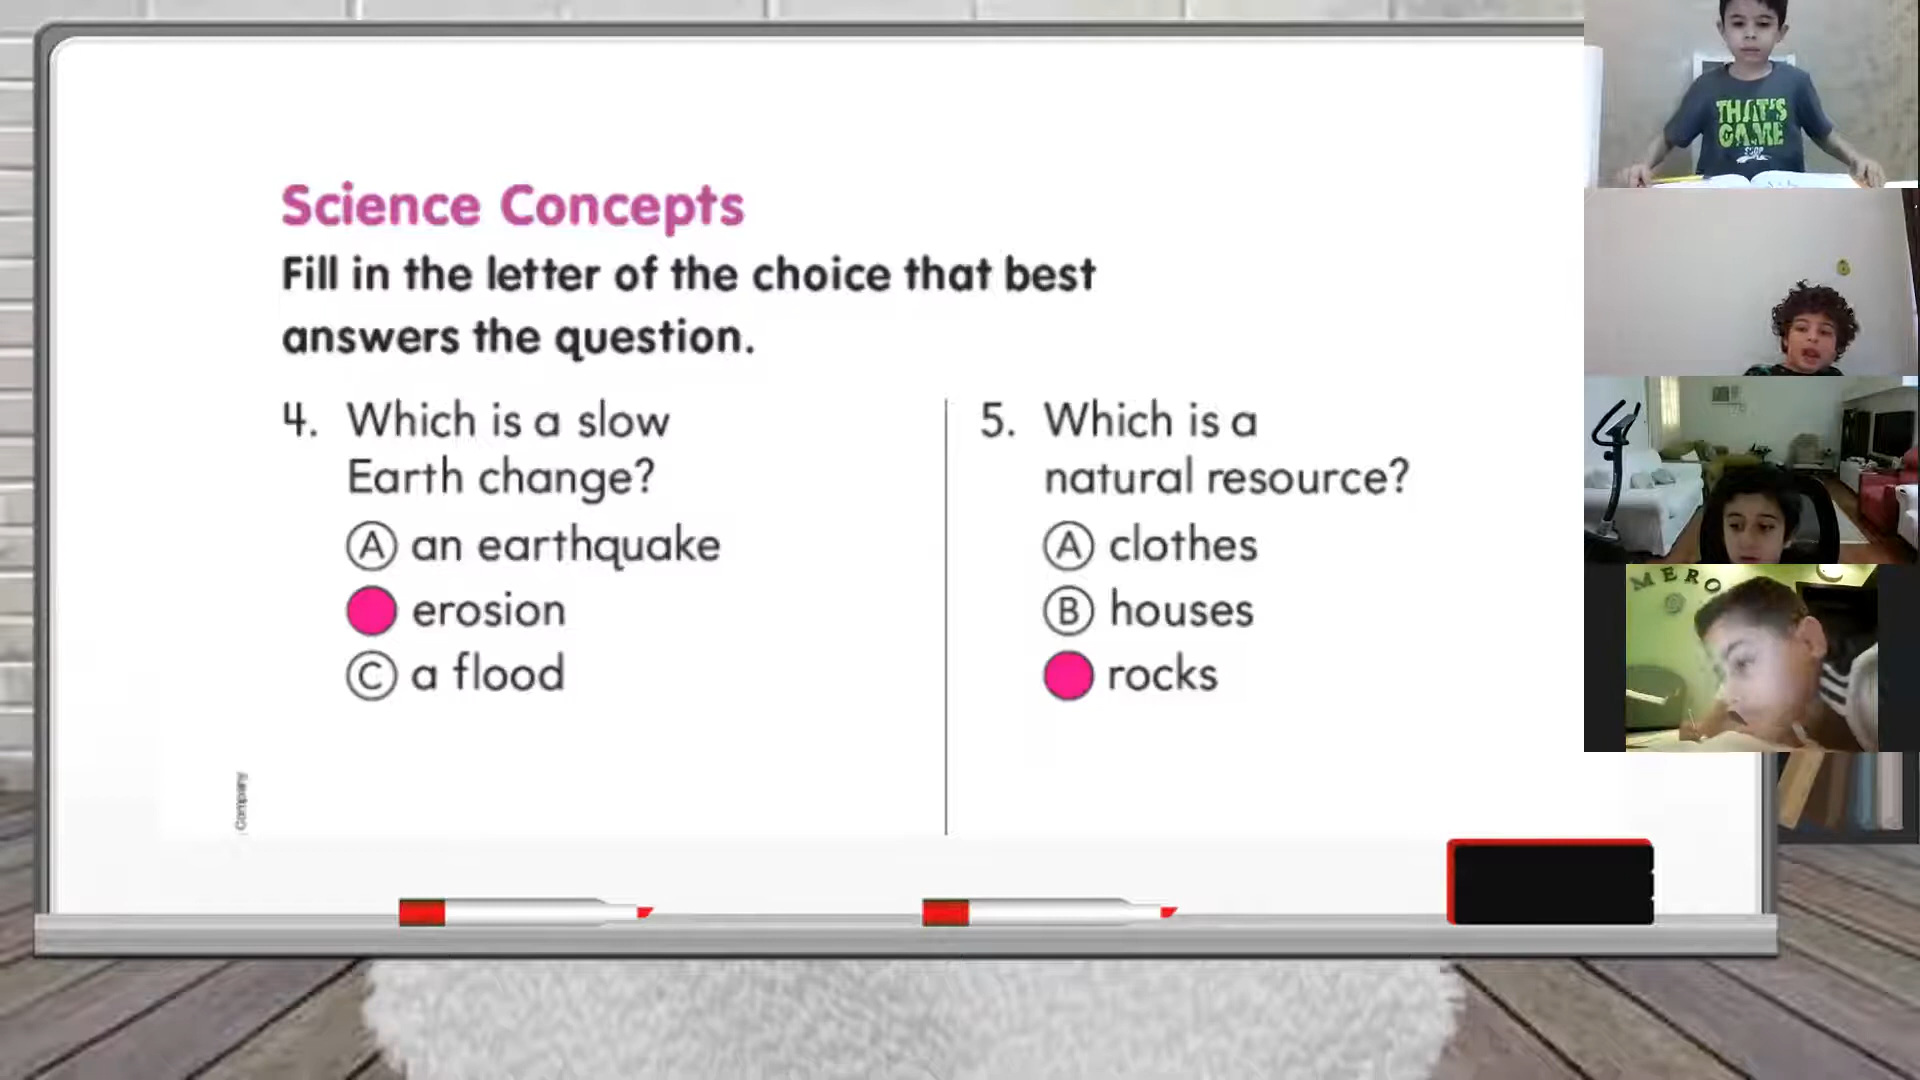 Science Concepts
Fill in the letter of the choice that best
answers the question.
4. Which is a slow
Earth change?
A an earthquake
erosion
C a flood
5. Which is a
natural resource?
A clothes
B houses
rocks
Company
THAT'S
GAME
MERO